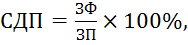 СДП = ЗФ/ЗП × 100%,